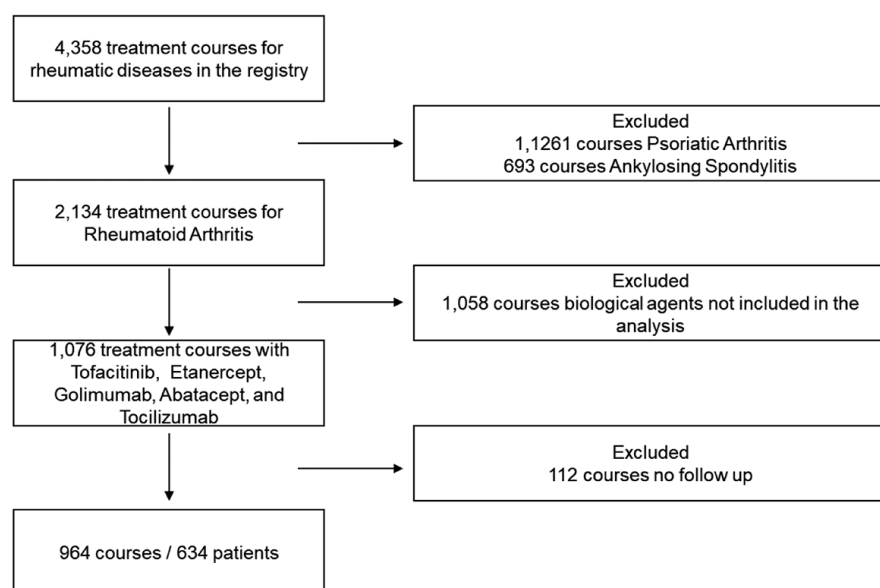 4,358 treatment courses for
rheumatic diseases in the registry
Excluded
1,1261 courses Psoriatic Arthritis
693 courses Ankylosing Spondylitis
2,134 treatment courses for
Rheumatoid Arthritis
Excluded
1,058 courses biological agents not included in the
analysis
1,076 treatment courses with
Tofacitinib, Etanercept,
Golimumab, Abatacept, and
Tocilizumab
Excluded
112 courses no follow up
964 courses / 634 patients